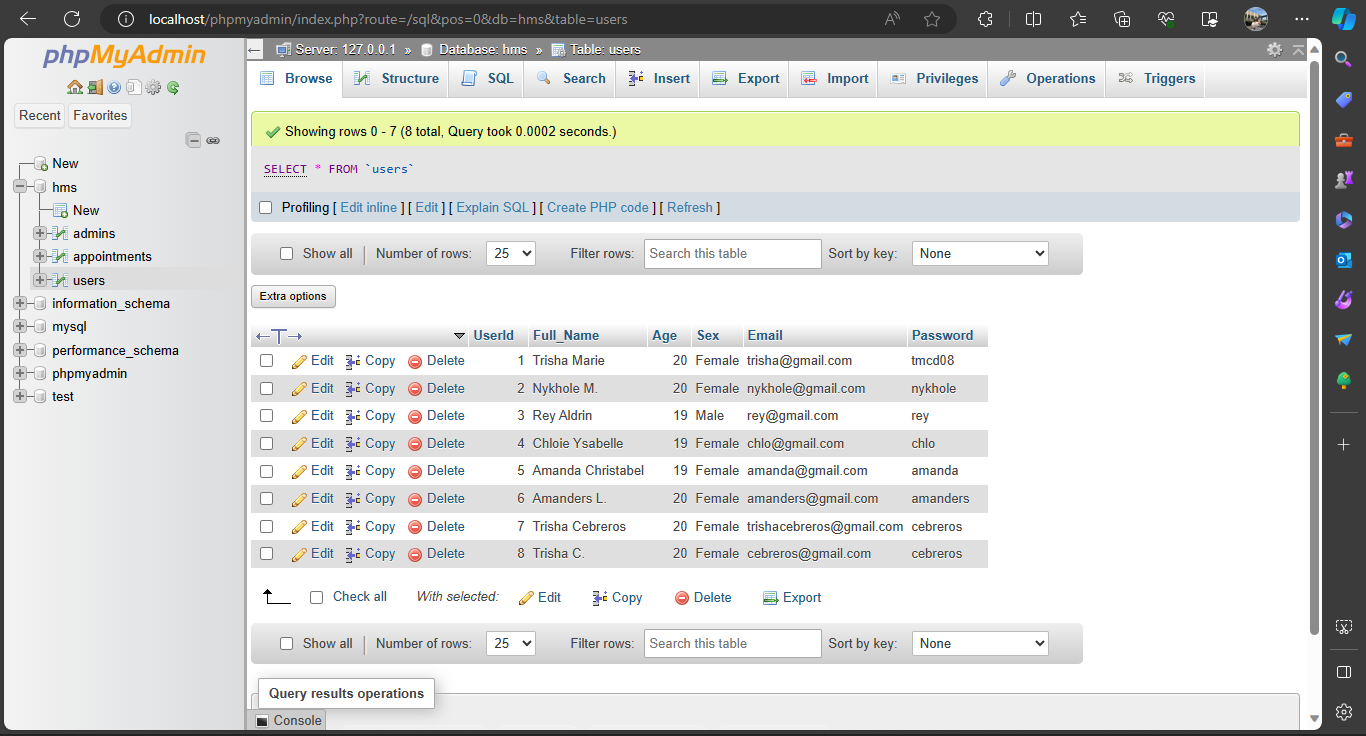 localhost/phpmyadmin/index.php?route=/sql&pos=0&db=hms&table=users
phpMyAdmin
Recent Favorites
New
hms
New
admins
appointments
users
information_schema
mysql
performance_schema
phpmyadmin
test
Server: 127.0.0.1 » Database: hms » Table: users
Browse Structure SQL Search Insert Export Import Privileges Operations Triggers
Showing rows 0 - 7 (8 total, Query took 0.0002 seconds.)
SELECT * FROM `users`
Profiling [ Edit inline ] [ Edit ] [ Explain SQL ] [ Create PHP code ] [ Refresh ]
Show all Number of rows: 25 Filter rows: Search this table Sort by key: None
Extra options
UserId Full_Name Age Sex Email Password
Edit Copy Delete 1 Trisha Marie 20 Female trisha@gmail.com tmcd08
Edit Copy Delete 2 Nykhole M. 20 Female nykhole@gmail.com nykhole
Edit Copy Delete 3 Rey Aldrin 19 Male rey@gmail.com rey
Edit Copy Delete 4 Chloie Ysabelle 19 Female chlo@gmail.com chlo
Edit Copy Delete 5 Amanda Christabel 19 Female amanda@gmail.com amanda
Edit Copy Delete 6 Amanders L. 20 Female amanders@gmail.com amanders
Edit Copy Delete 7 Trisha Cebreros 20 Female trishacebreros@gmail.com cebreros
Edit Copy Delete 8 Trisha C. 20 Female cebreros@gmail.com cebreros
Check all With selected: Edit Copy Delete Export
Show all Number of rows: 25 Filter rows: Search this table Sort by key: None
Query results operations
Console